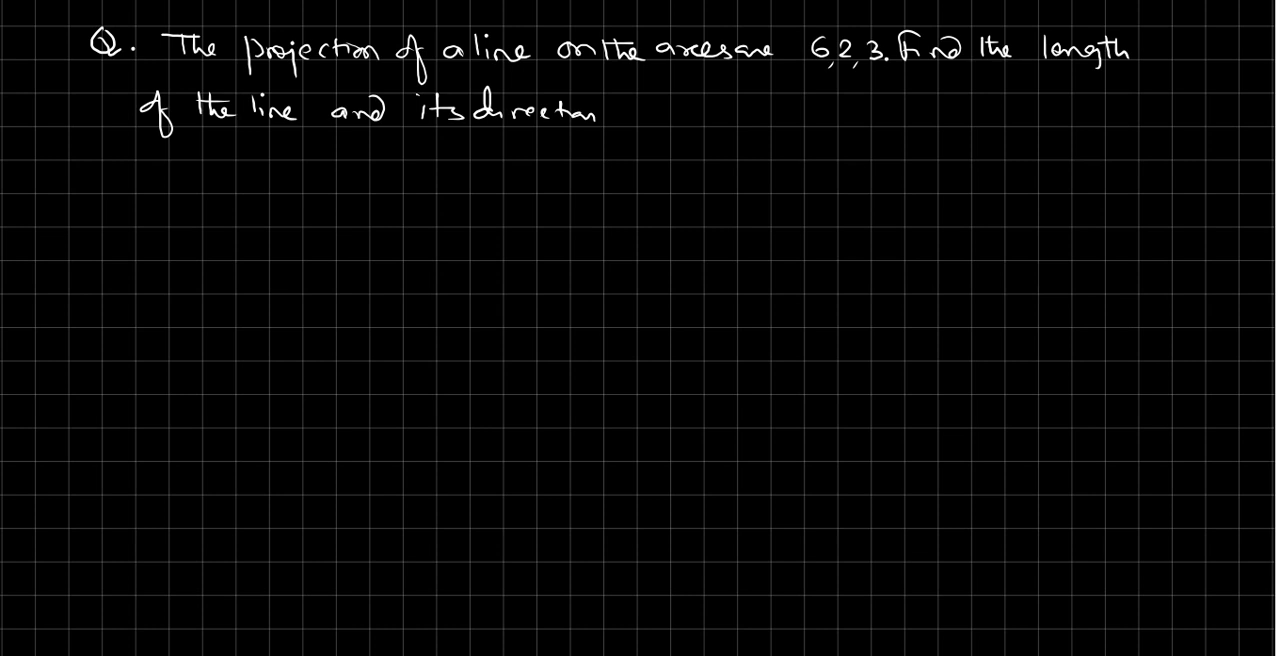 Q. The projection of a line on the axes are 6,2,3. Find the length
of the line and its direction